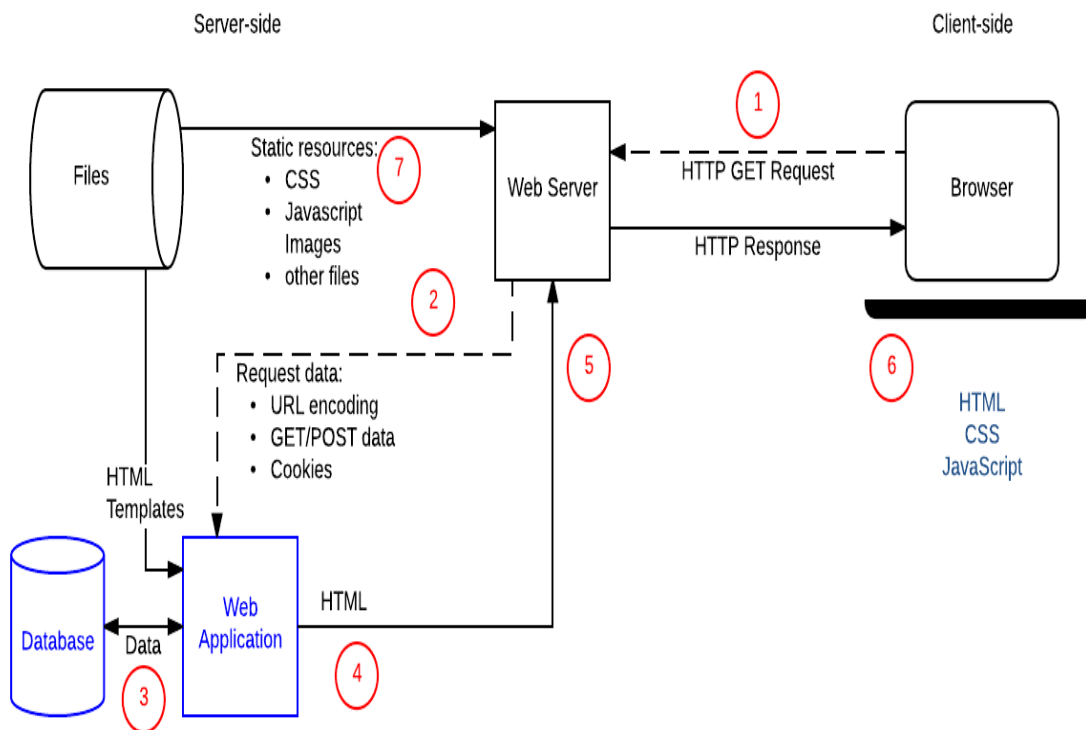 Server-side
Client-side
1
Files
Static resources:
• CSS
• Javascript
Images
• other files
7
Web Server
HTTP GET Request
HTTP Response
Browser
2
5
6
Request data:
• URL encoding
• GET/POST data
• Cookies
HTML
CSS
JavaScript
HTML
Templates
Database
Data
3
Web
Application
HTML
4